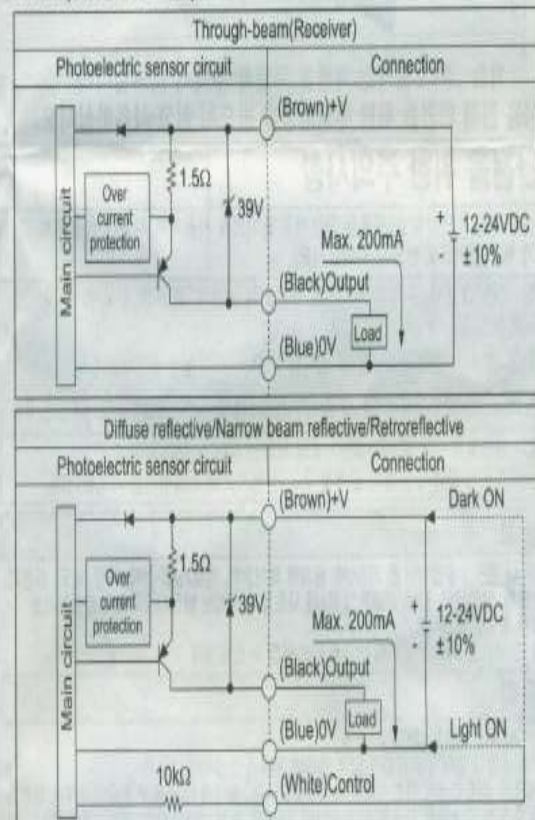 Through-beam(Receiver)
Photoelectric sensor circuit
Connection
(Brown)+V
1.5Ω
Over
current
protection
39V
Main circuit
Max. 200mA
+
12-24VDC
-
±10%
(Black)Output
Load
(Blue)0V
Diffuse reflective/Narrow beam reflective/Retroreflective
Photoelectric sensor circuit
Connection
(Brown)+V
Dark ON
1.5Ω
Over
current
protection
39V
Main circuit
Max. 200mA
+
12-24VDC
-
±10%
(Black)Output
Load
(Blue)0V
Light ON
10kΩ
(White)Control